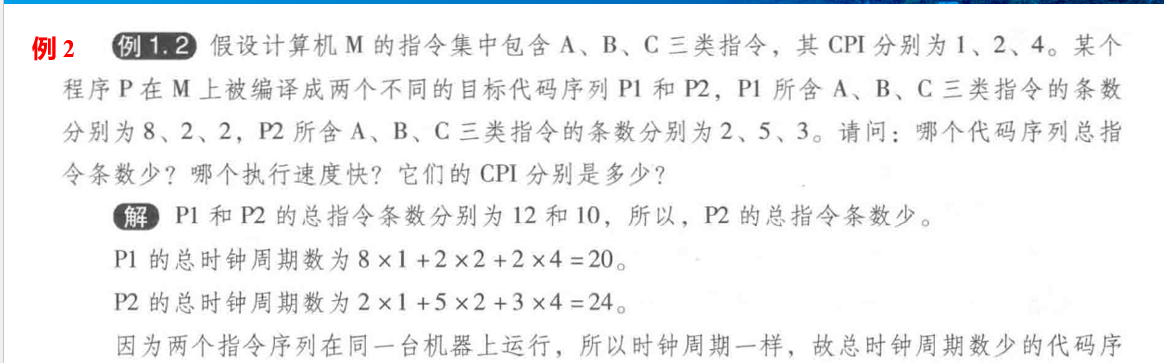 例 2 例 1.2 假设计算机 M 的指令集中包含 A、B、C 三类指令，其 CPI 分别为 1、2、4。某个
程序 P 在 M 上被编译成两个不同的目标代码序列 P1 和 P2，P1 所含 A、B、C 三类指令的条数
分别为 8、2、2，P2 所含 A、B、C 三类指令的条数分别为 2、5、3。请问：哪个代码序列总指
令条数少？哪个执行速度快？它们的 CPI 分别是多少？
解 P1 和 P2 的总指令条数分别为 12 和 10，所以，P2 的总指令条数少。
P1 的总时钟周期数为 8 × 1 + 2 × 2 + 2 × 4 = 20。
P2 的总时钟周期数为 2 × 1 + 5 × 2 + 3 × 4 = 24。
因为两个指令序列在同一台机器上运行，所以时钟周期一样，故总时钟周期数少的代码序